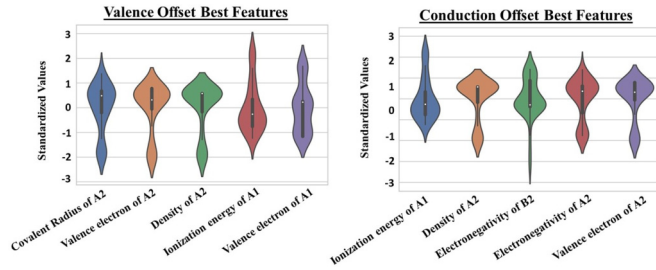 Valence Offset Best Features
Standardized Values
3
2
1
0
-1
-2
-3
Covalent Radius of A2
Valence electron of A2
Density of A2
Ionization energy of A1
Valence electron of A1
Conduction Offset Best Features
Standardized Values
3
2
1
0
-1
-2
-3
Ionization energy of A1
Density of A2
Electronegativity of B2
Electronegativity of A2
Valence electron of A2